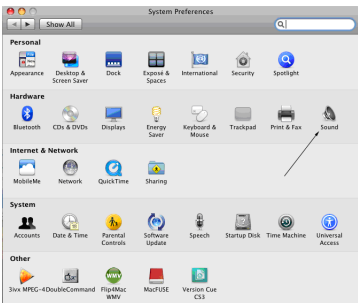 System Preferences
Show All
Personal
Appearance Desktop & Screen Saver Dock Exposé & Spaces International Security Spotlight
Hardware
Bluetooth CDs & DVDs Displays Energy Saver Keyboard & Mouse Trackpad Print & Fax Sound
Internet & Network
MobileMe Network QuickTime Sharing
System
Accounts Date & Time Parental Controls Software Update Speech Startup Disk Time Machine Universal Access
Other
3ivx MPEG-4 DoubleCommand Flip4Mac WMV MacFUSE Version Cue CS3